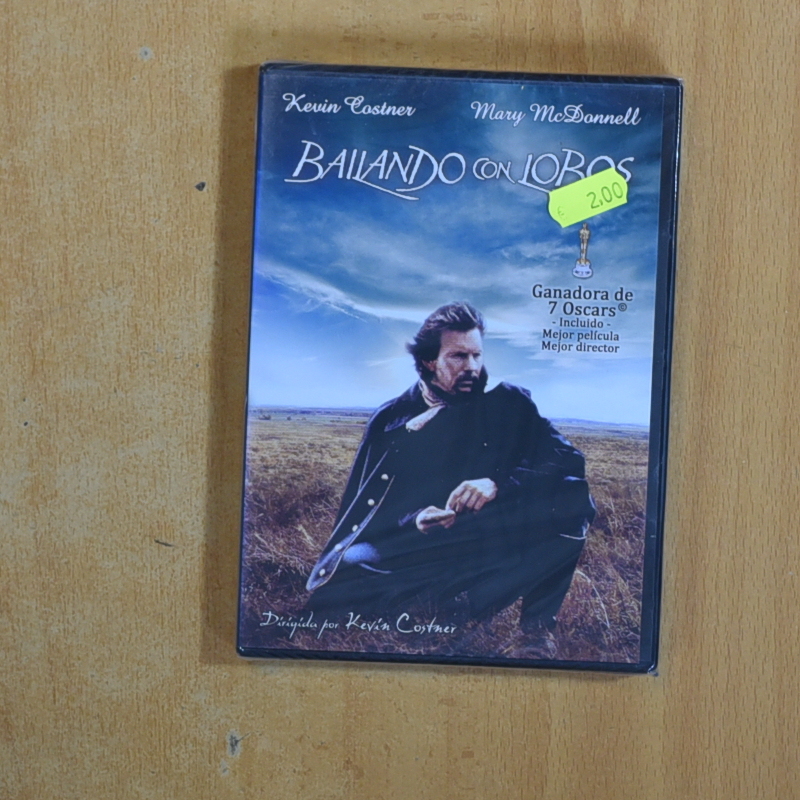 Kevin Costner Mary McDonnell
BAILANDO CON LOBOS
€ 2,00
Ganadora de
7 Oscars©
- Incluido -
Mejor película
Mejor director
Dirigida por Kevin Costner